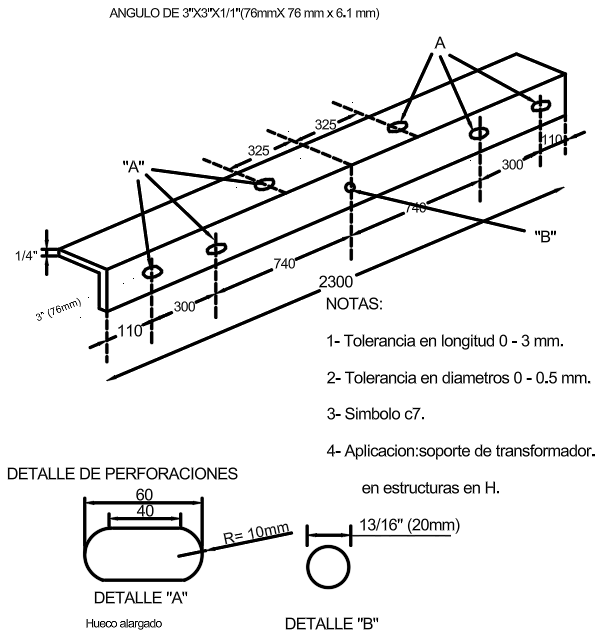 ANGULO DE 3"X3"X1/1"(76mmX 76 mm x 6.1 mm)
A
325
325
110
"A"
300
740
"B"
1/4"
740
2300
3" (76mm)
300
110
NOTAS:
1- Tolerancia en longitud 0 - 3 mm.
2- Tolerancia en diametros 0 - 0.5 mm.
3- Simbolo c7.
4- Aplicacion:soporte de transformador.
en estructuras en H.
DETALLE DE PERFORACIONES
60
40
R= 10mm
13/16" (20mm)
DETALLE "A"
Hueco alargado
DETALLE "B"